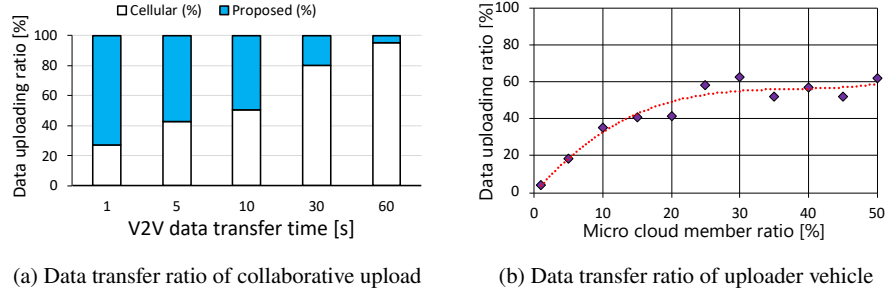 Cellular (%) Proposed (%)
Data uploading ratio [%]
100
80
60
40
20
0
1 5 10 30 60
V2V data transfer time [s]
(a) Data transfer ratio of collaborative upload
Data uploading ratio [%]
100
80
60
40
20
0
0 10 20 30 40 50
Micro cloud member ratio [%]
(b) Data transfer ratio of uploader vehicle